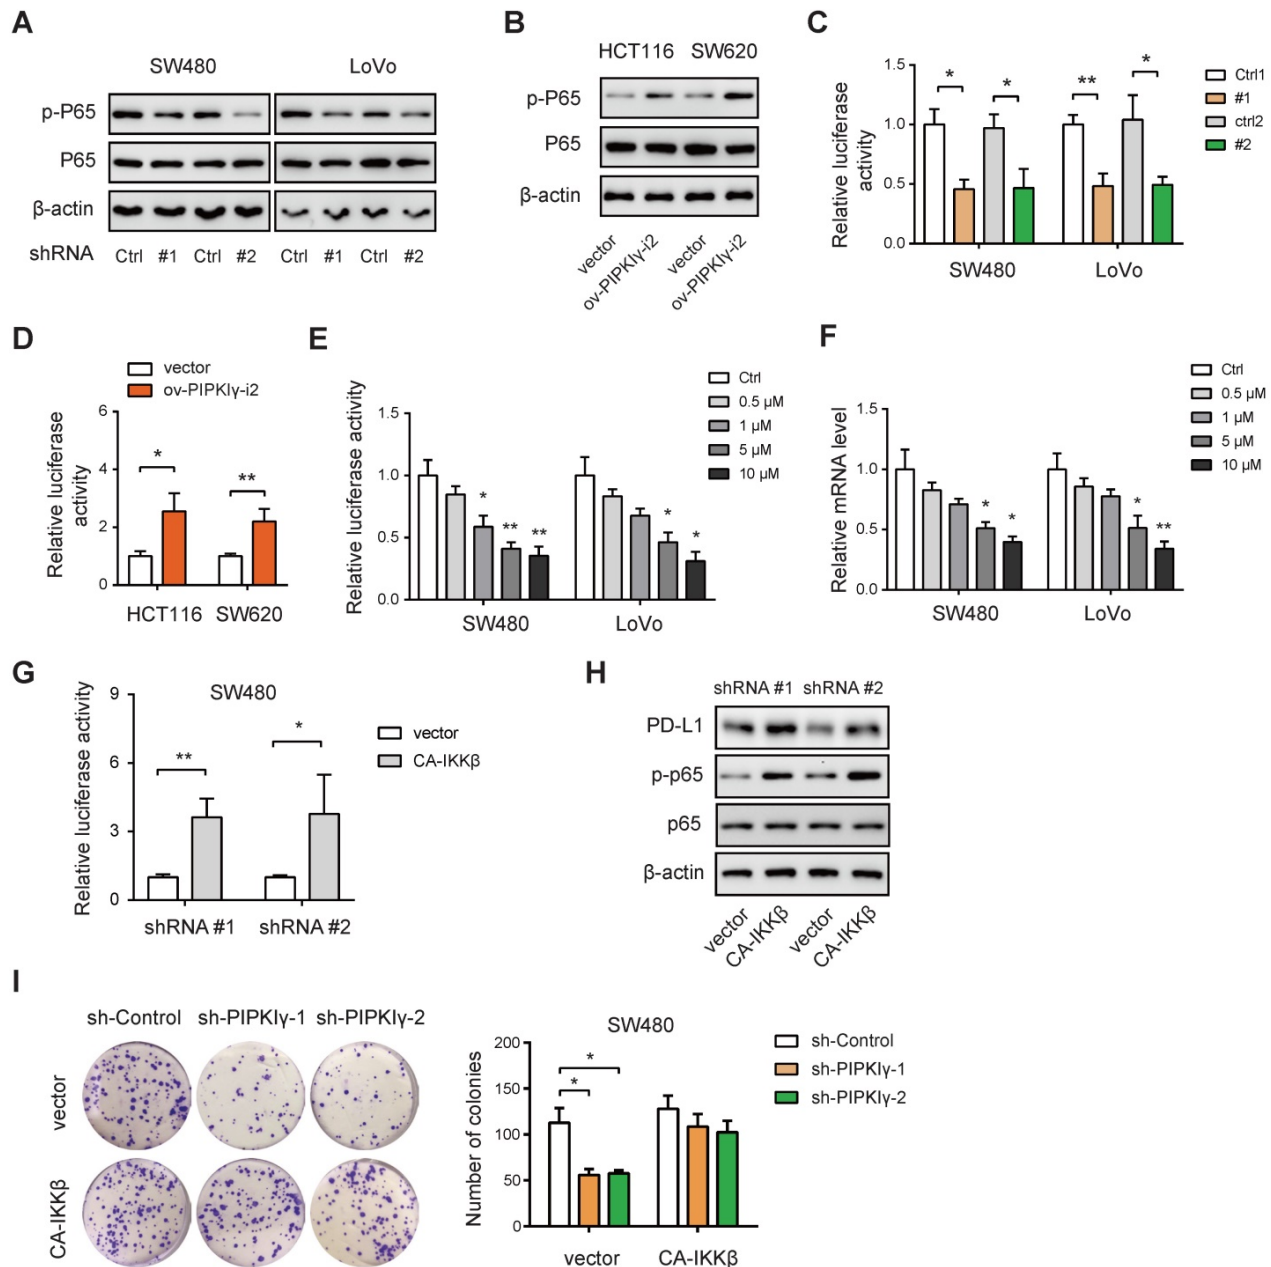 A
SW480 LoVo
p-P65
P65
β-actin
shRNA Ctrl #1 Ctrl #2 Ctrl #1 Ctrl #2
B
HCT116 SW620
p-P65
P65
β-actin
vector ov-PIPKIγ-i2 vector ov-PIPKIγ-i2
C
Relative luciferase
activity
1.5
1.0
0.5
0.0
* * ** *
SW480 LoVo
Ctrl1
#1
ctrl2
#2
D
vector
ov-PIPKIγ-i2
Relative luciferase
activity
6
4
2
0
* **
HCT116 SW620
E
Relative luciferase activity
1.5
1.0
0.5
0.0
* ** ** * *
SW480 LoVo
Ctrl
0.5 μM
1 μM
5 μM
10 μM
F
Relative mRNA level
1.5
1.0
0.5
0.0
* * * **
SW480 LoVo
Ctrl
0.5 μM
1 μM
5 μM
10 μM
G
SW480
Relative luciferase activity
9
6
3
0
** *
shRNA #1 shRNA #2
vector
CA-IKKβ
H
shRNA #1 shRNA #2
PD-L1
p-p65
p65
β-actin
vector CA-IKKβ vector CA-IKKβ
I
sh-Control sh-PIPKIγ-1 sh-PIPKIγ-2
vector
CA-IKKβ
SW480
Number of colonies
200
150
100
50
0
*
*
vector CA-IKKβ
sh-Control
sh-PIPKIγ-1
sh-PIPKIγ-2